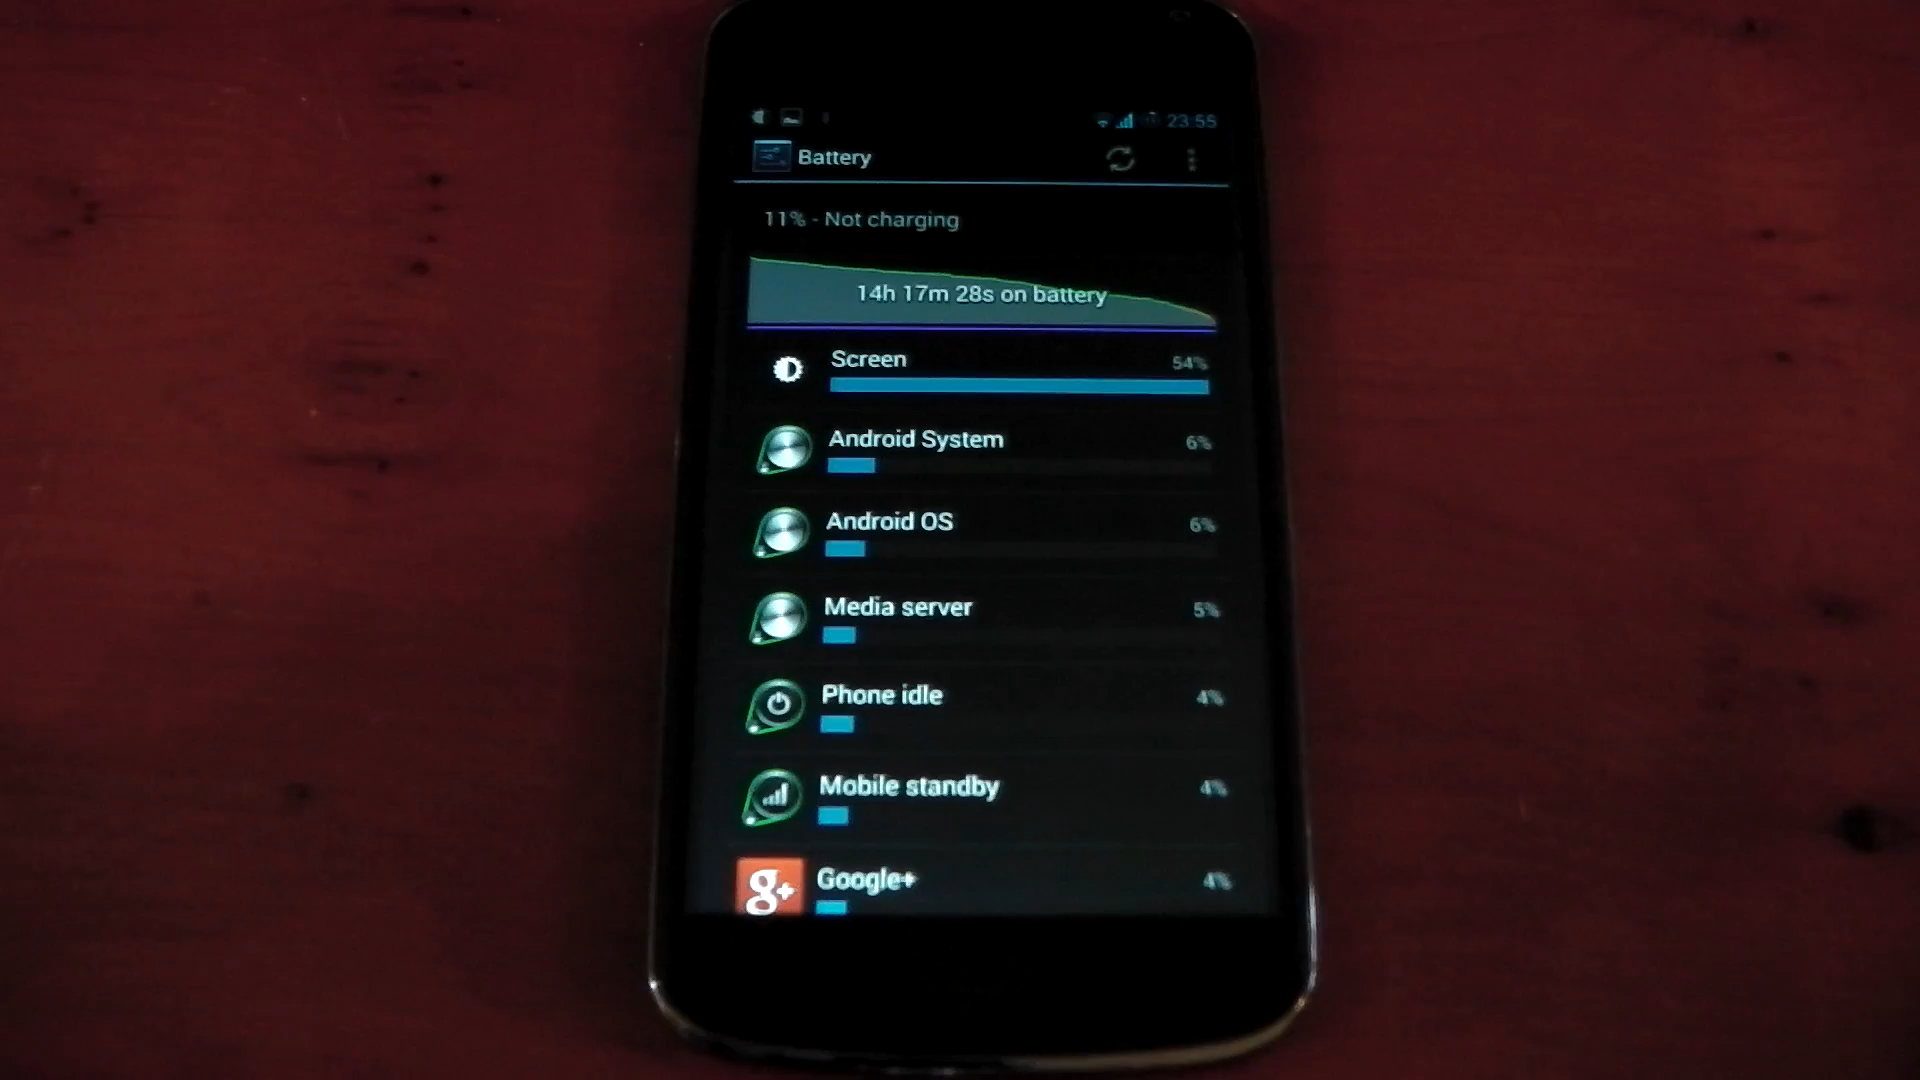 23:55
Battery
11% - Not charging
14h 17m 28s on battery
Screen 54%
Android System 6%
Android OS 6%
Media server 5%
Phone idle 4%
Mobile standby 4%
g+ Google+ 4%